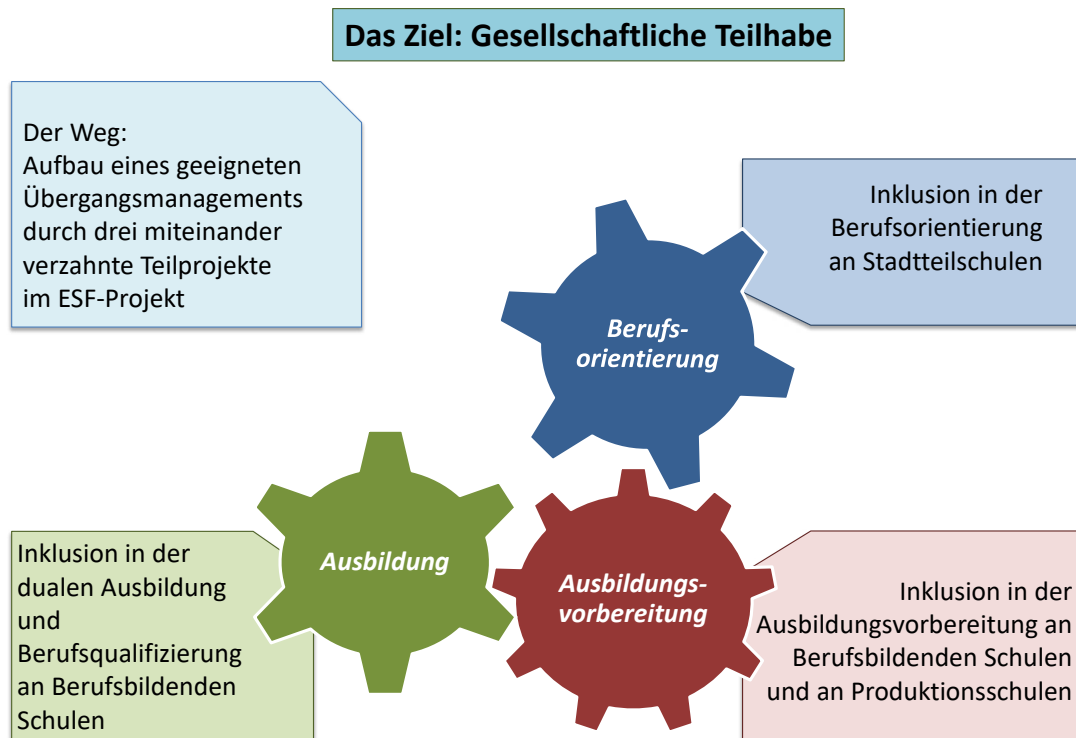 Das Ziel: Gesellschaftliche Teilhabe
Der Weg:
Aufbau eines geeigneten
Übergangsmanagements
durch drei miteinander
verzahnte Teilprojekte
im ESF-Projekt
Inklusion in der
Berufsorientierung
an Stadtteilschulen
Berufs-
orientierung
Ausbildung
Ausbildungs-
vorbereitung
Inklusion in der
dualen Ausbildung
und
Berufsqualifizierung
an Berufsbildenden
Schulen
Inklusion in der
Ausbildungsvorbereitung an
Berufsbildenden Schulen
und an Produktionsschulen